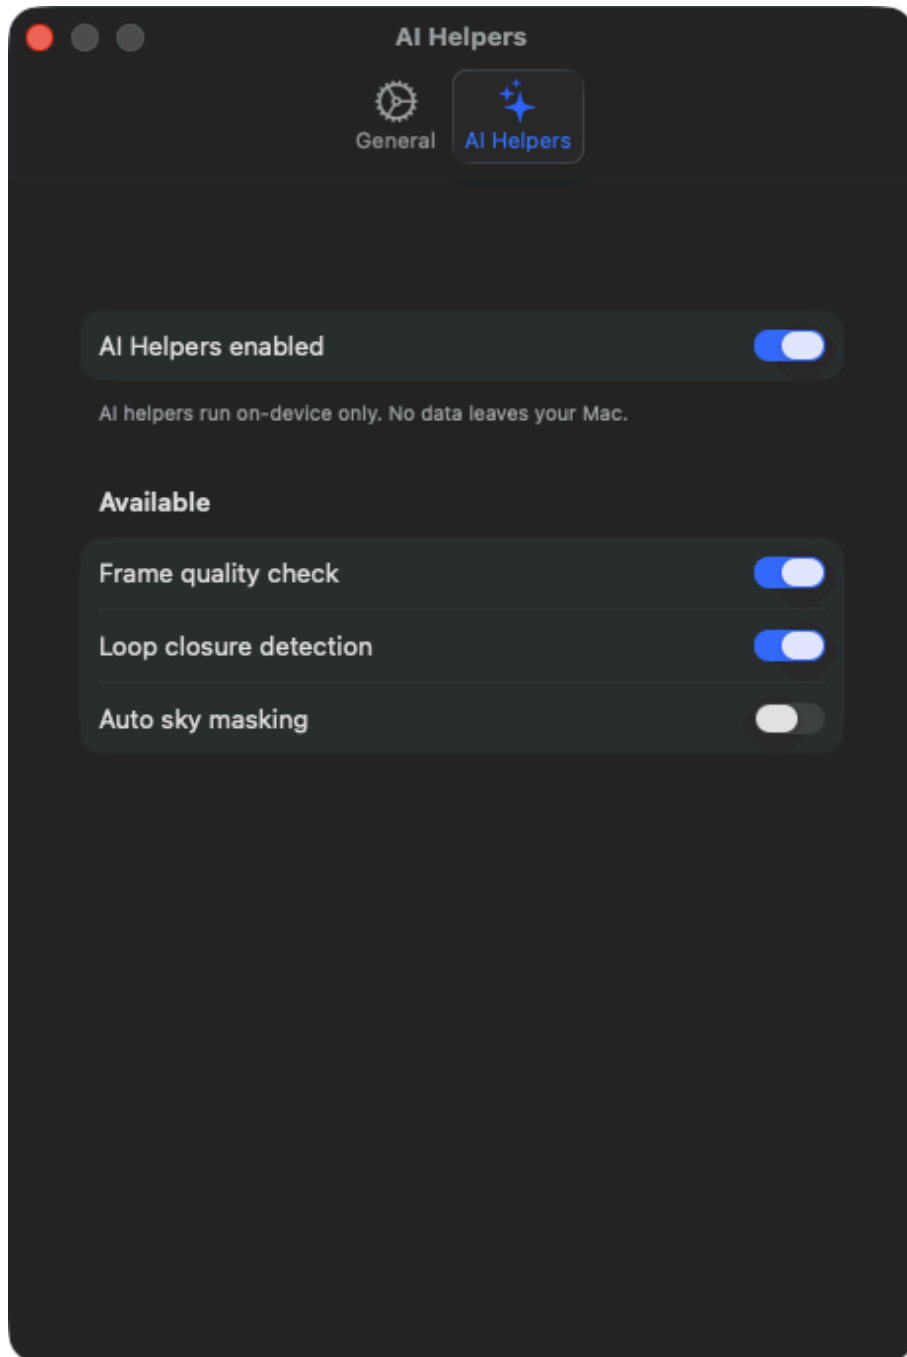 AI Helpers
General
AI Helpers
AI Helpers enabled
AI helpers run on-device only. No data leaves your Mac.
Available
Frame quality check
Loop closure detection
Auto sky masking